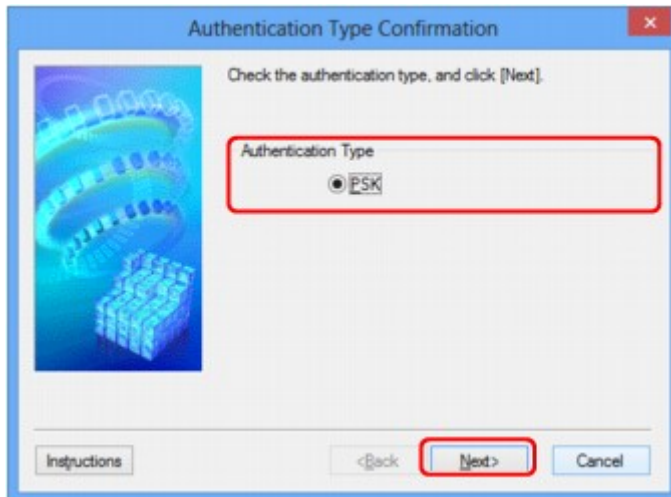 Authentication Type Confirmation
Check the authentication type, and click [Next].
Authentication Type
PSK
Instructions
<Back
Next>
Cancel